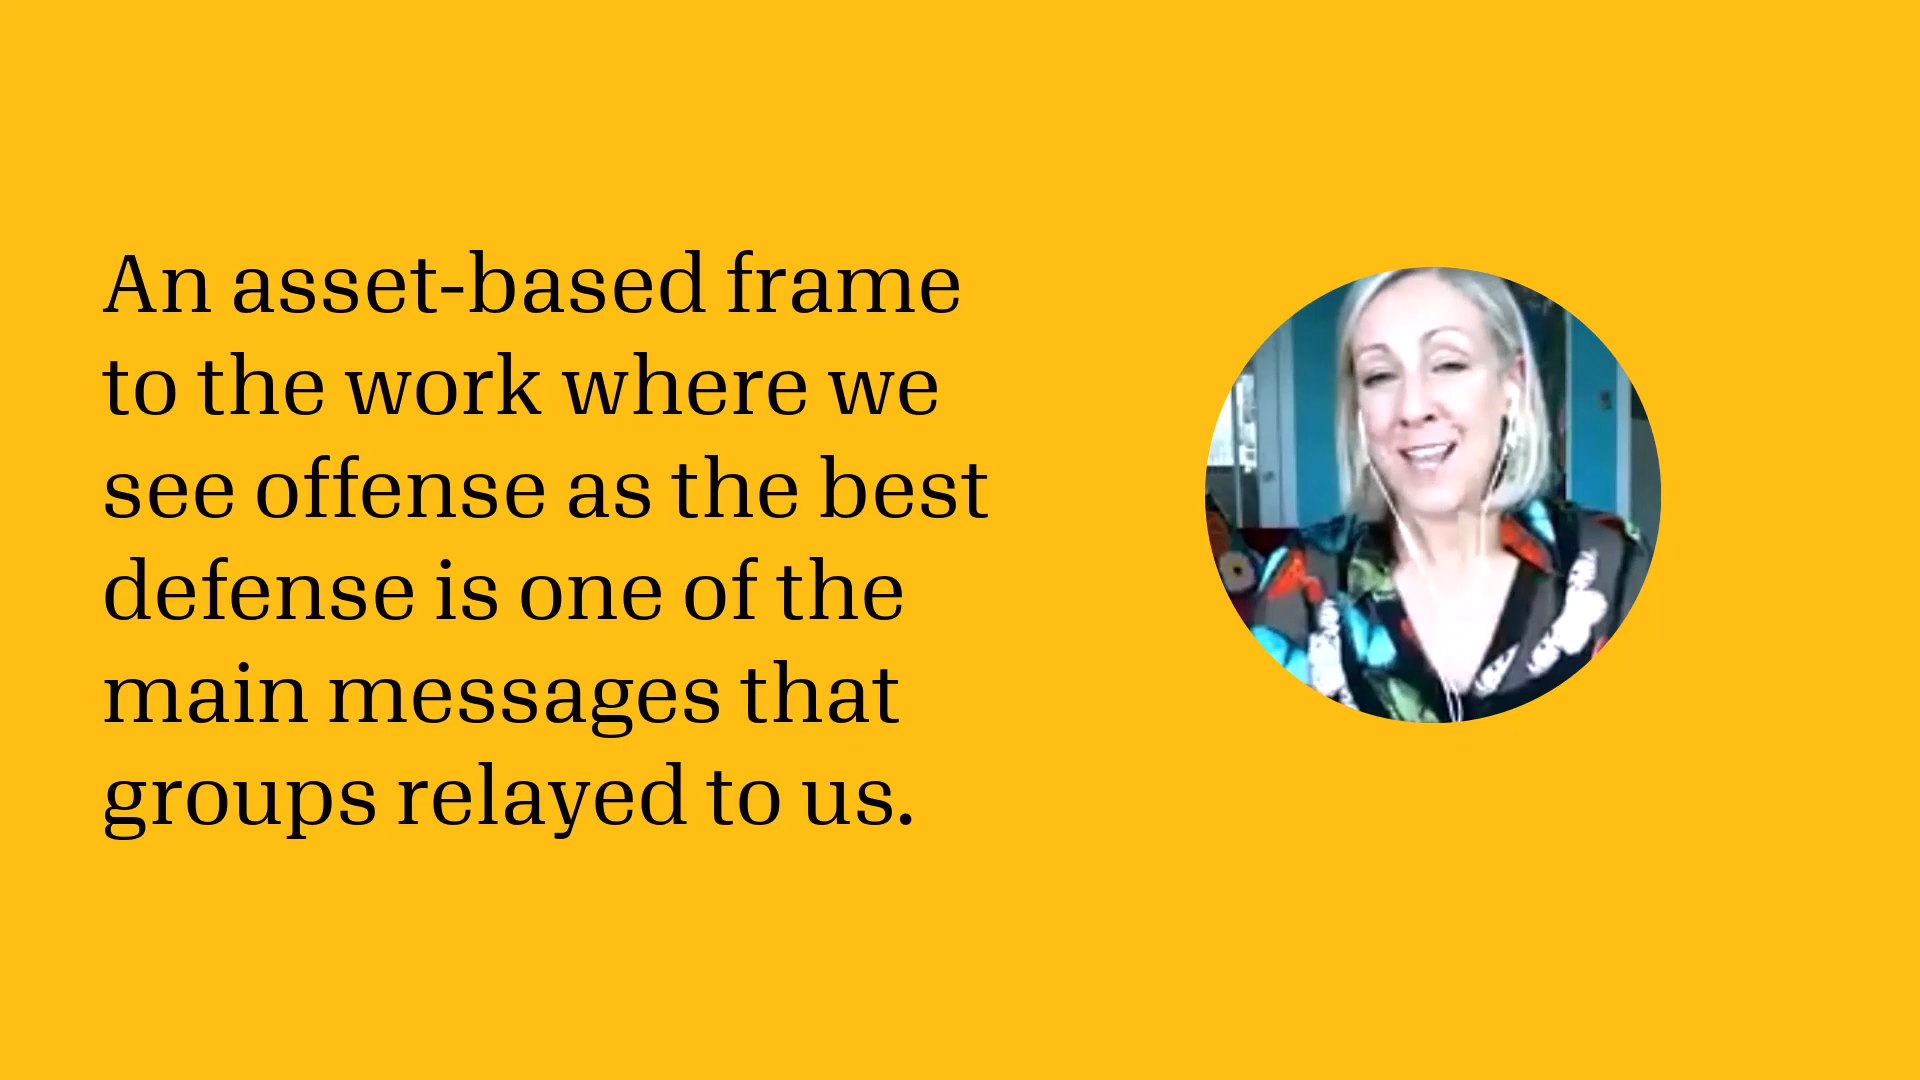 An asset-based frame
to the work where we
see offense as the best
defense is one of the
main messages that
groups relayed to us.